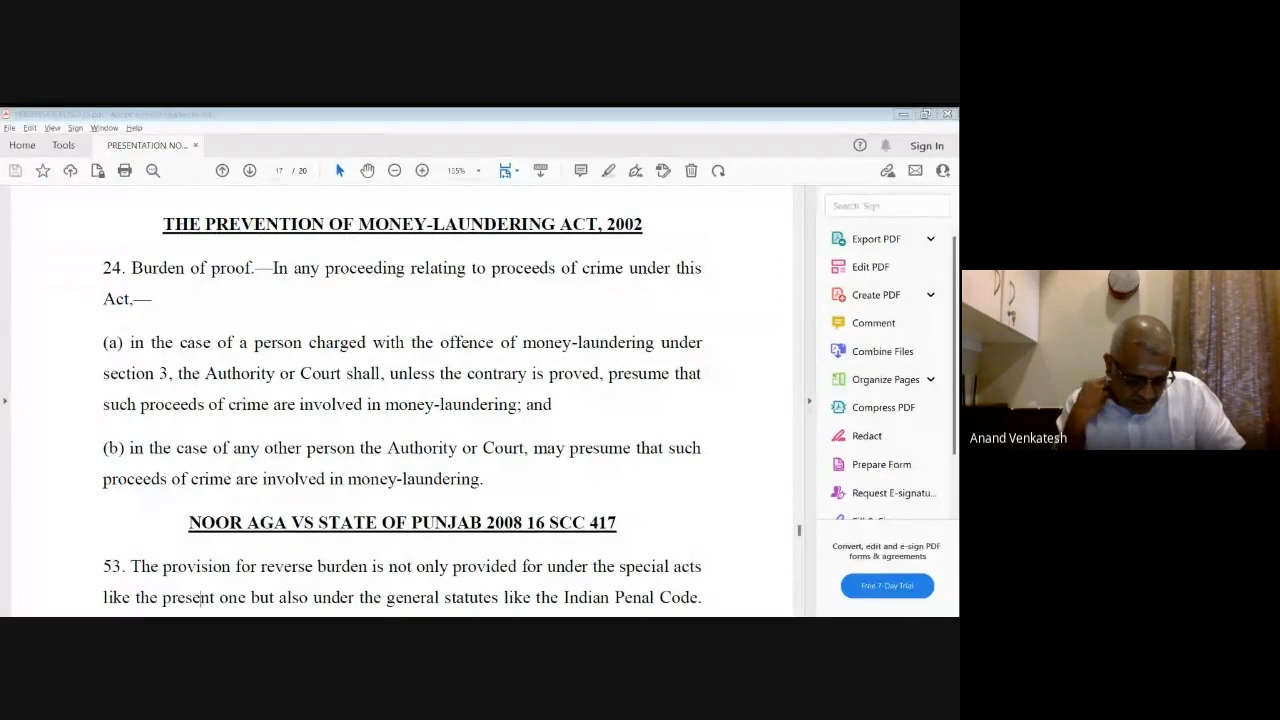 File Edit View Sign Window Help
Home Tools PRESENTATION NO... × Sign In
17 / 20 135%
THE PREVENTION OF MONEY-LAUNDERING ACT, 2002
24. Burden of proof.—In any proceeding relating to proceeds of crime under this
Act,—
(a) in the case of a person charged with the offence of money-laundering under
section 3, the Authority or Court shall, unless the contrary is proved, presume that
such proceeds of crime are involved in money-laundering; and
(b) in the case of any other person the Authority or Court, may presume that such
proceeds of crime are involved in money-laundering.
NOOR AGA VS STATE OF PUNJAB 2008 16 SCC 417
53. The provision for reverse burden is not only provided for under the special acts
like the present one but also under the general statutes like the Indian Penal Code.
Search 'Sign'
Export PDF
Edit PDF
Create PDF
Comment
Combine Files
Organize Pages
Compress PDF
Redact
Prepare Form
Request E-signatu...
Convert, edit and e-sign PDF
forms & agreements
Free 7-Day Trial
Anand Venkatesh